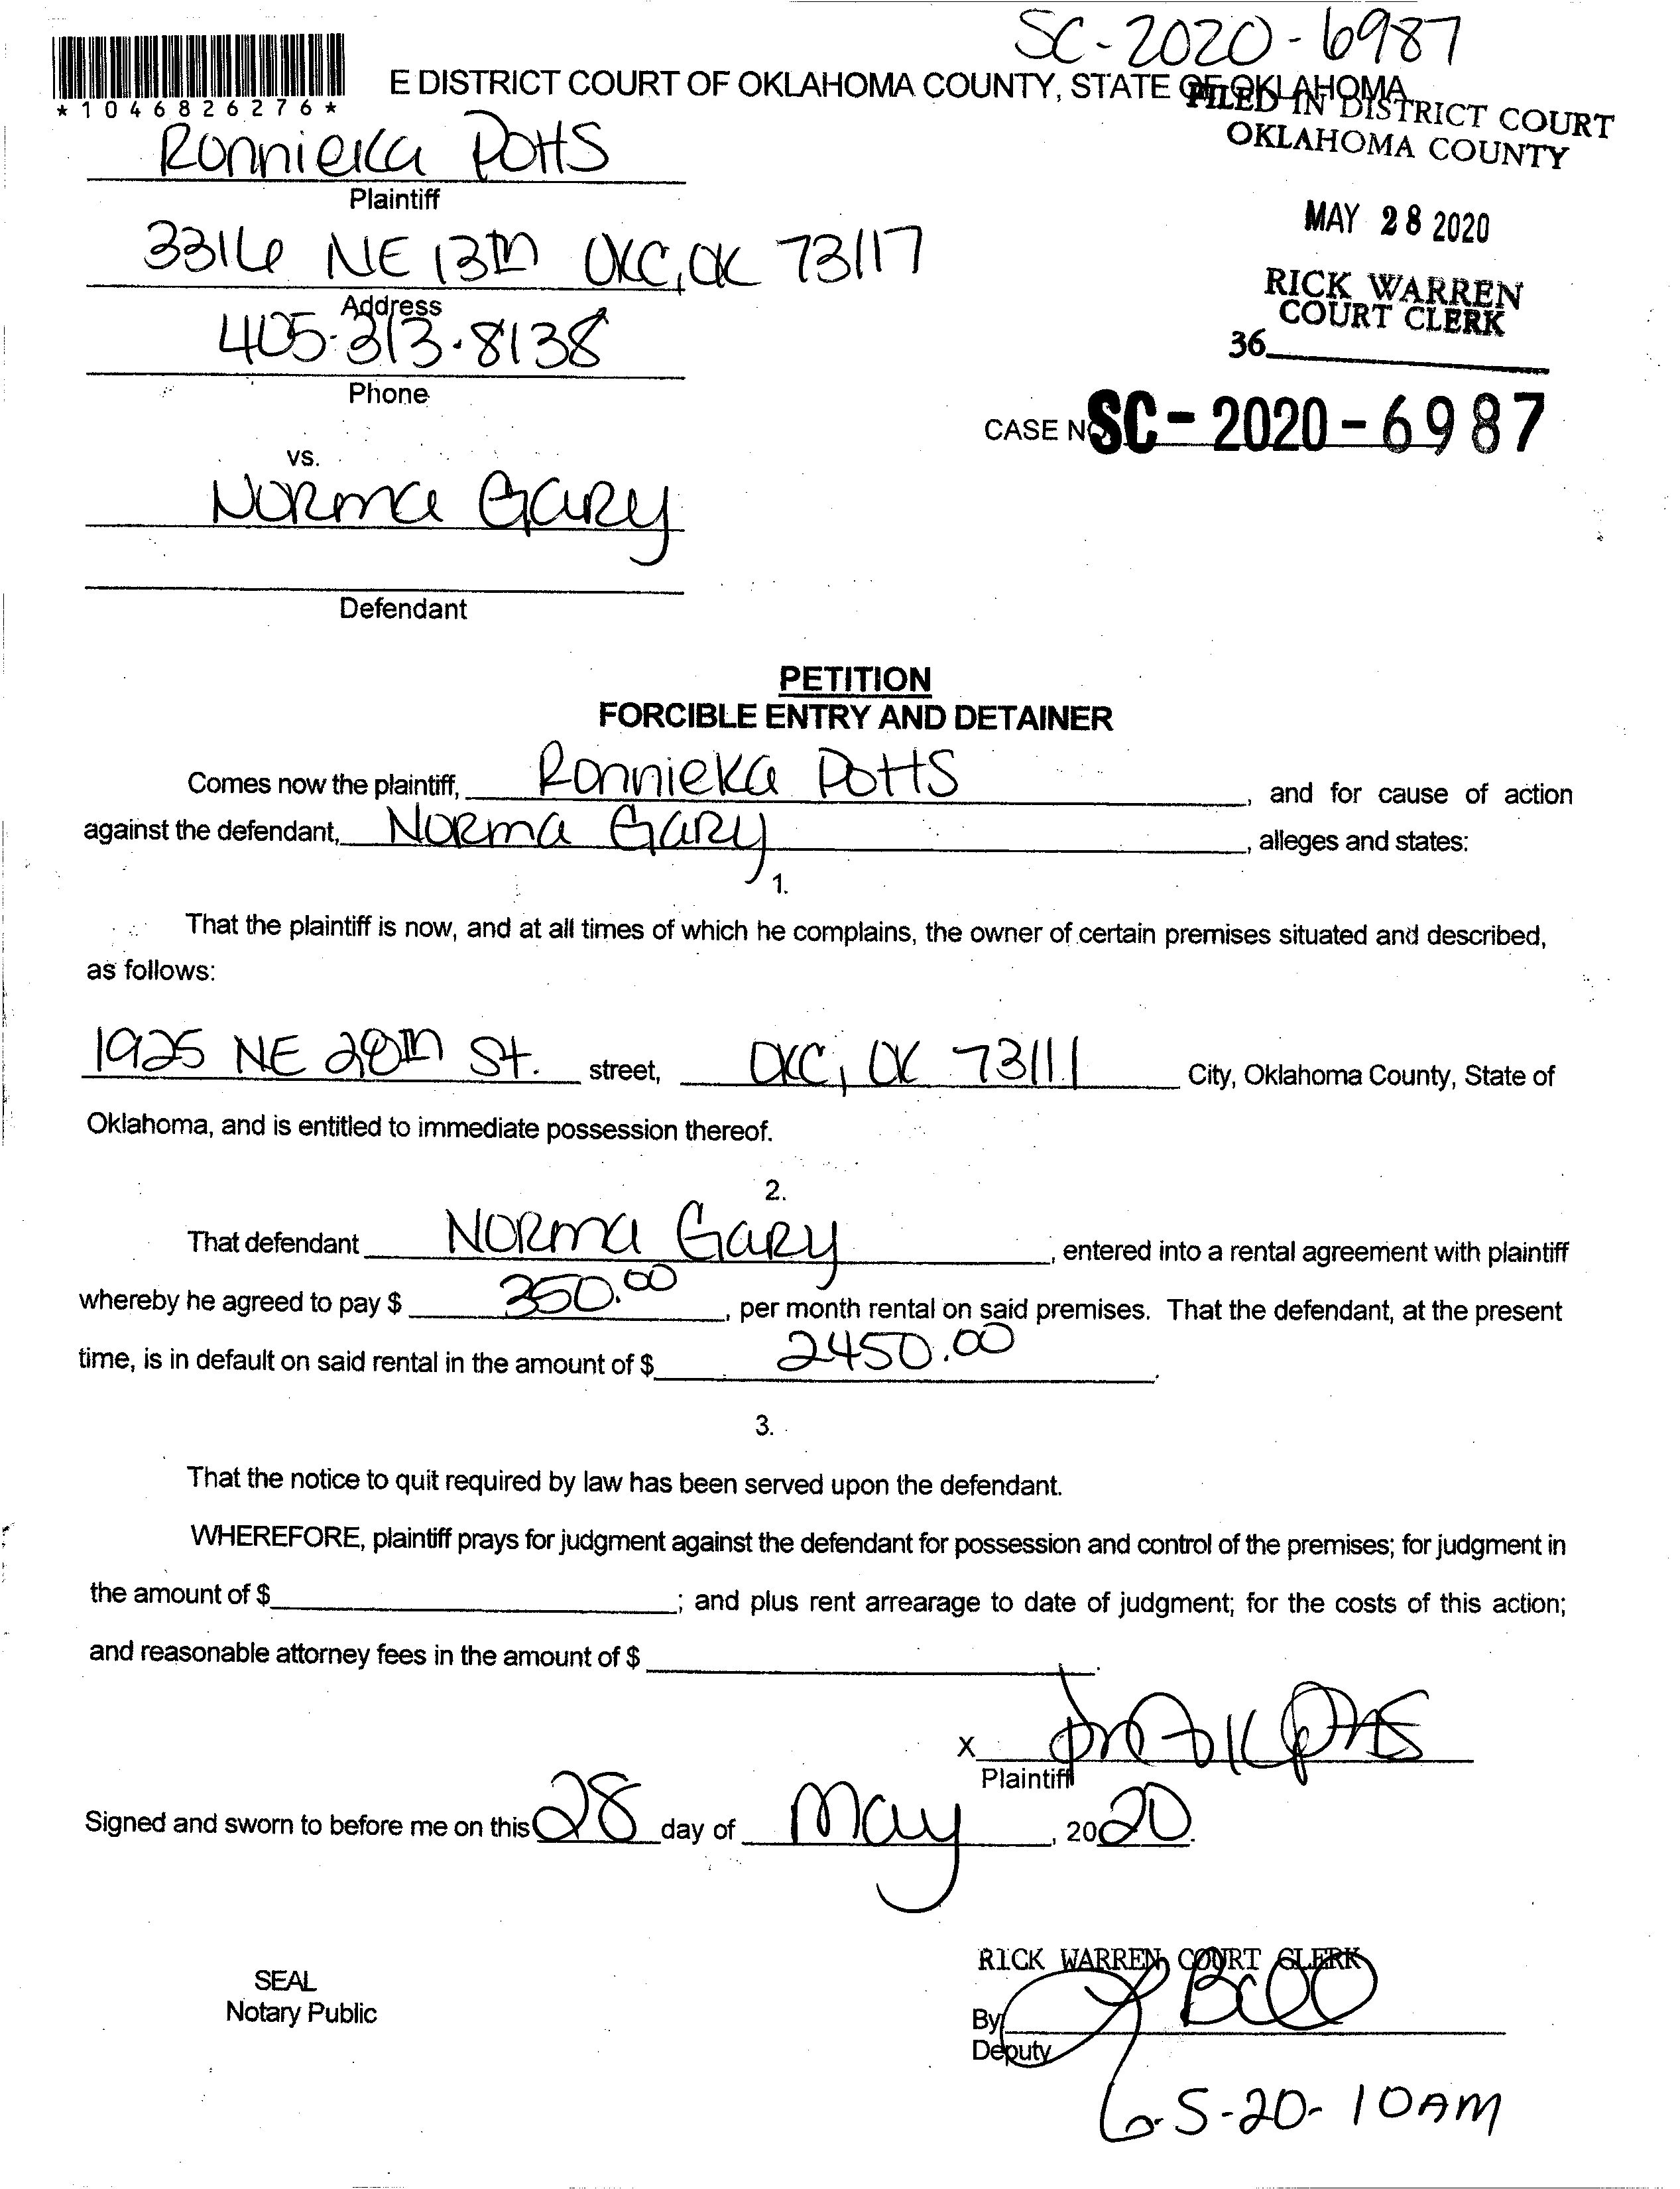 SC-2020-6987
E DISTRICT COURT OF OKLAHOMA COUNTY, STATE OF OKLAHOMA
*1046826276*
FILED IN DISTRICT COURT
OKLAHOMA COUNTY
Ronnieka Potts
Plaintiff
MAY 28 2020
3316 NE 13th OKC, OK 73117
Address
RICK WARREN
COURT CLERK
405-313-8138
36
Phone
CASE NO. SC-2020-6987
vs.
Norma Gary
Defendant
PETITION
FORCIBLE ENTRY AND DETAINER
Comes now the plaintiff, Ronnieka Potts, and for cause of action
against the defendant, Norma Gary, alleges and states:
1.
That the plaintiff is now, and at all times of which he complains, the owner of certain premises situated and described,
as follows:
1925 NE 28th St. street, OKC, OK 73111 City, Oklahoma County, State of
Oklahoma, and is entitled to immediate possession thereof.
2.
That defendant Norma Gary, entered into a rental agreement with plaintiff
whereby he agreed to pay $ 350.00, per month rental on said premises. That the defendant, at the present
time, is in default on said rental in the amount of $ 2450.00.
3.
That the notice to quit required by law has been served upon the defendant.
WHEREFORE, plaintiff prays for judgment against the defendant for possession and control of the premises; for judgment in
the amount of $; and plus rent arrearage to date of judgment; for the costs of this action;
and reasonable attorney fees in the amount of $.
X
Plaintiff
Signed and sworn to before me on this 28 day of May, 2020.
RICK WARREN, COURT CLERK
SEAL
Notary Public
By
Deputy
6-5-20- 10AM